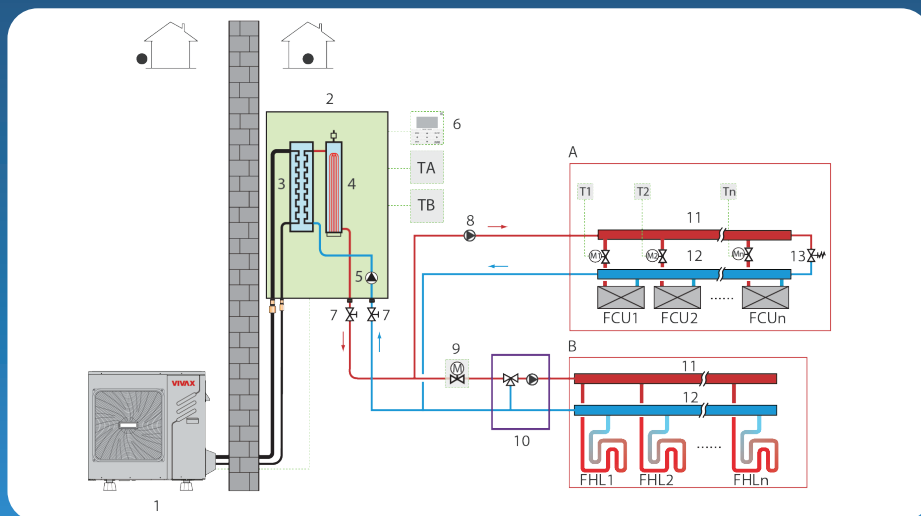 2
6
TA
TB
3
4
5
7
7
8
A
T1
T2
Tn
11
M1
M2
Mn
12
13
FCU1
FCU2
......
FCUn
9
M
10
B
11
12
......
FHL1
FHL2
FHLn
VIVAX
1